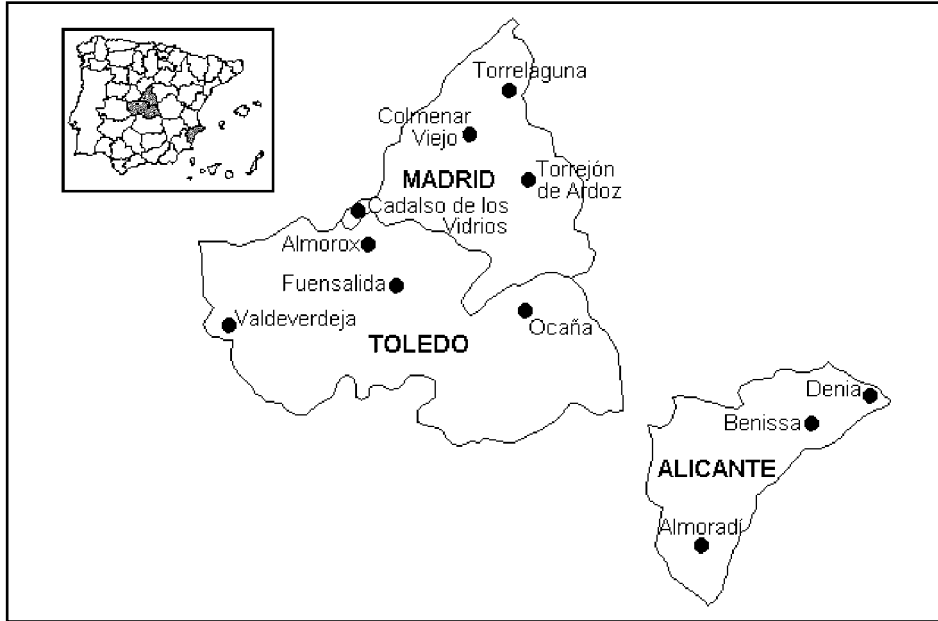 Torrelaguna
Colmenar
Viejo
MADRID
Torrejón
de Ardoz
Cadalso de los
Vidrios
Almorox
Fuensalida
Valdeverdeja
TOLEDO
Ocaña
Denia
Benissa
ALICANTE
Almoradí